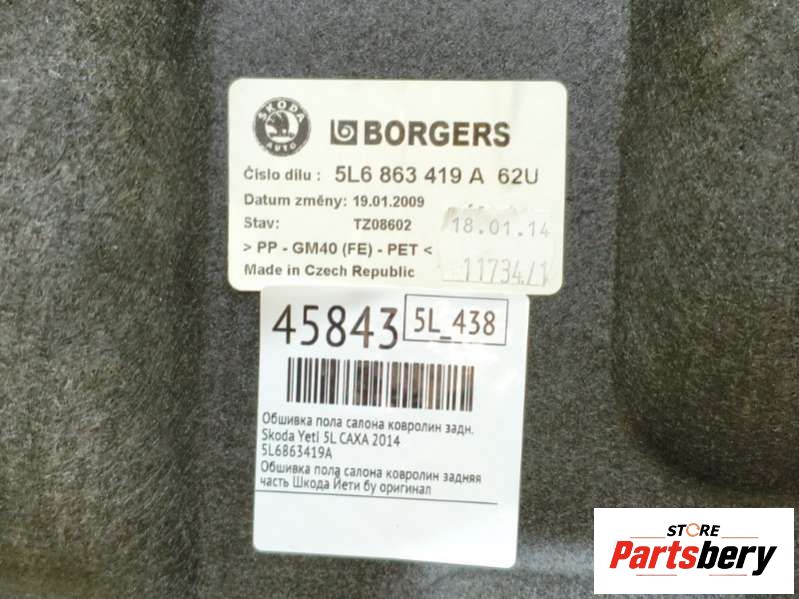 ŠKODA AUTO
BORGERS
Číslo dílu : 5L6 863 419 A 62U
Datum změny: 19.01.2009
Stav: TZ08602
18.01.14
> PP - GM40 (FE) - PET <
11734/1
Made in Czech Republic
45843 5L_438
Обшивка пола салона ковролин задн.
Skoda Yeti 5L CAXA 2014
5L6863419A
Обшивка пола салона ковролин задняя
часть Шкода Йети бу оригинал
STORE
Partsbery